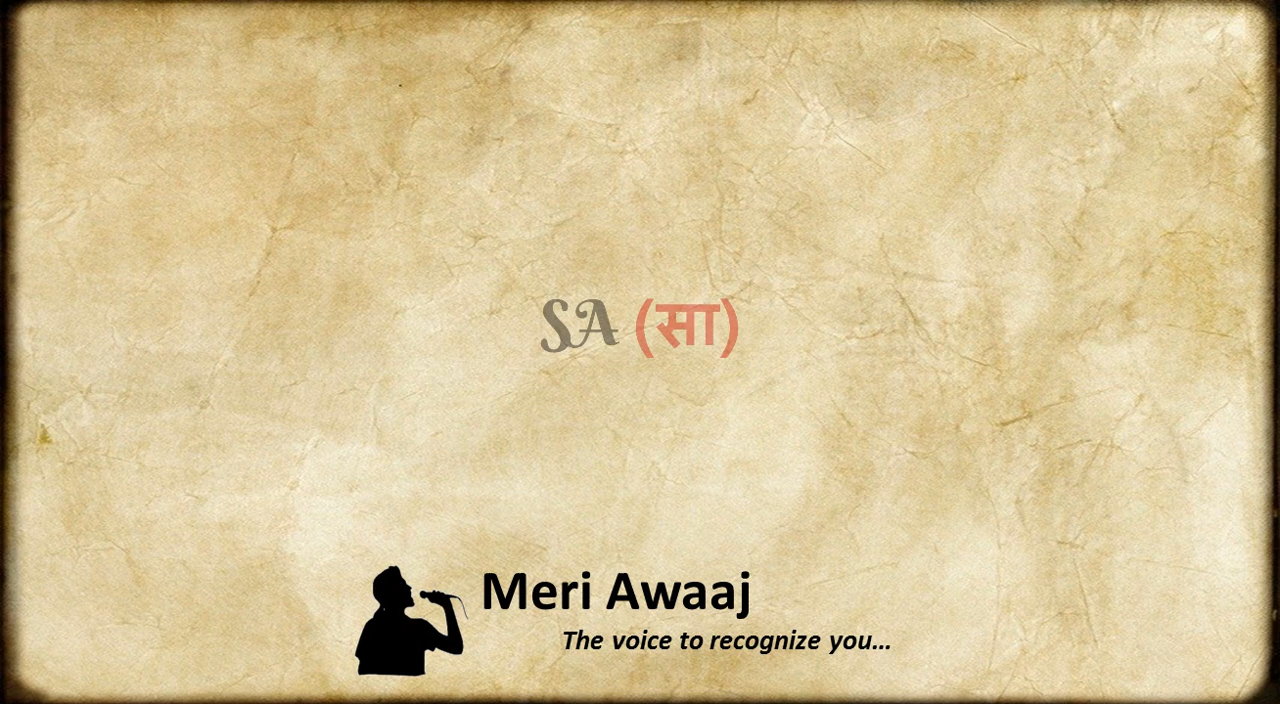 SA (सा)
Meri Awaaj
The voice to recognize you...